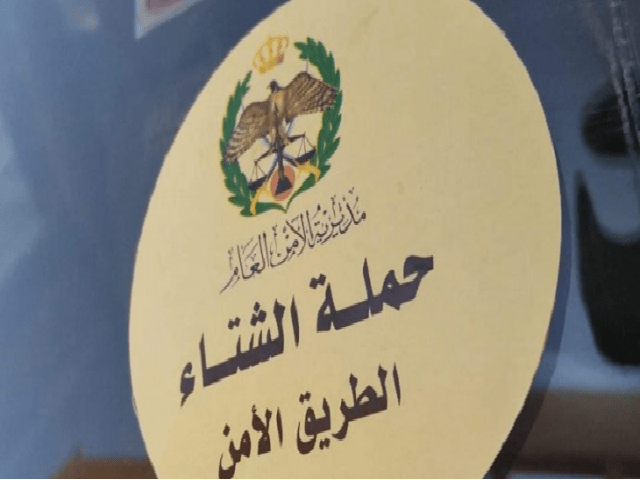 مديرية الأمن العام
حملة الشتاء
الطريق الأمن